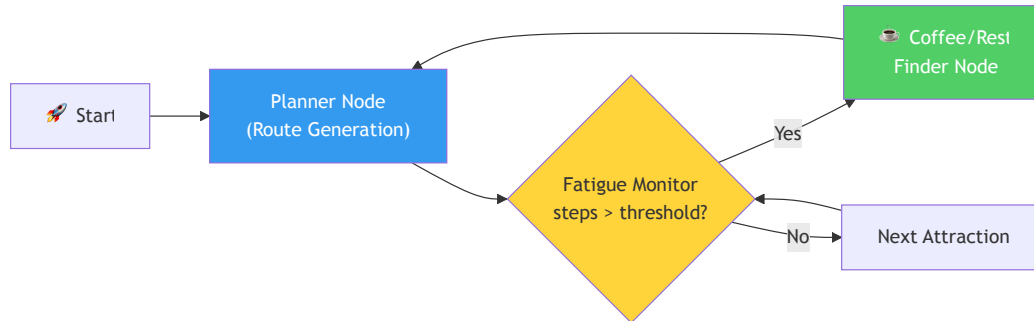 🚀 Start
Planner Node
(Route Generation)
Fatigue Monitor
steps > threshold?
Yes
No
☕ Coffee/Rest
Finder Node
Next Attraction